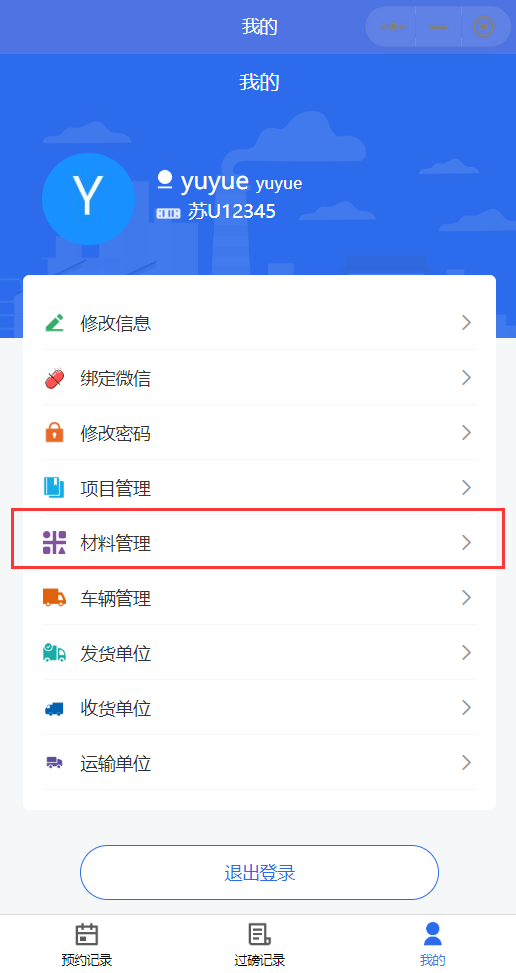 我的
我的
Y
yuyue yuyue
苏U12345
修改信息
绑定微信
修改密码
项目管理
材料管理
车辆管理
发货单位
收货单位
运输单位
退出登录
预约记录
过磅记录
我的